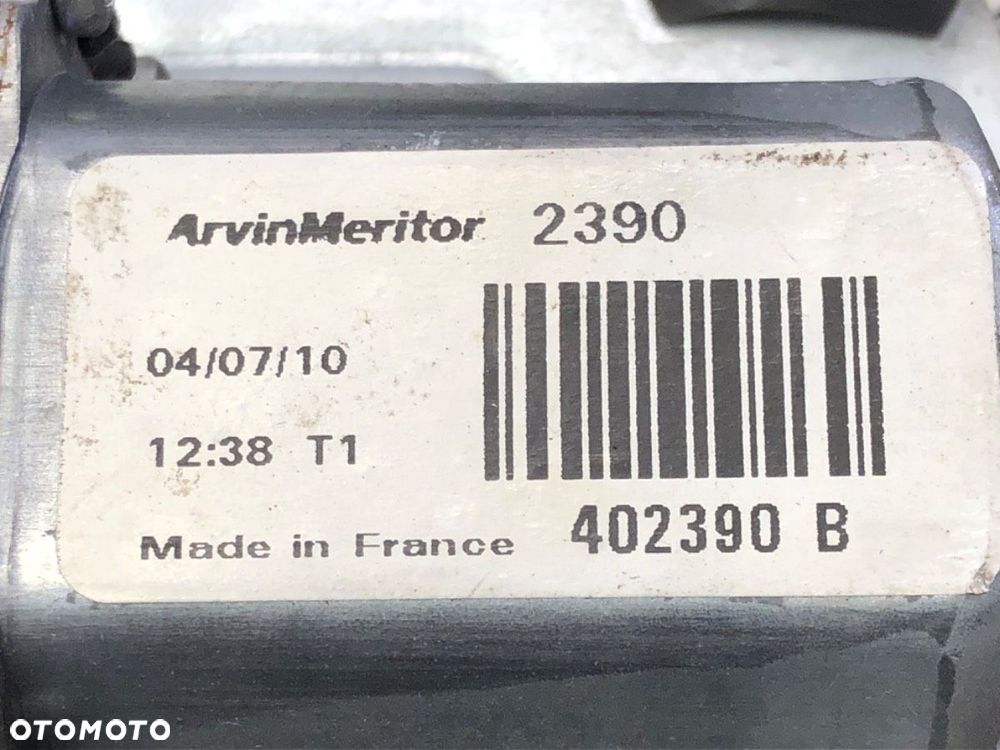 ArvinMeritor 2390
04/07/10
12:38 T1
Made in France 402390 B
OTOMOTO